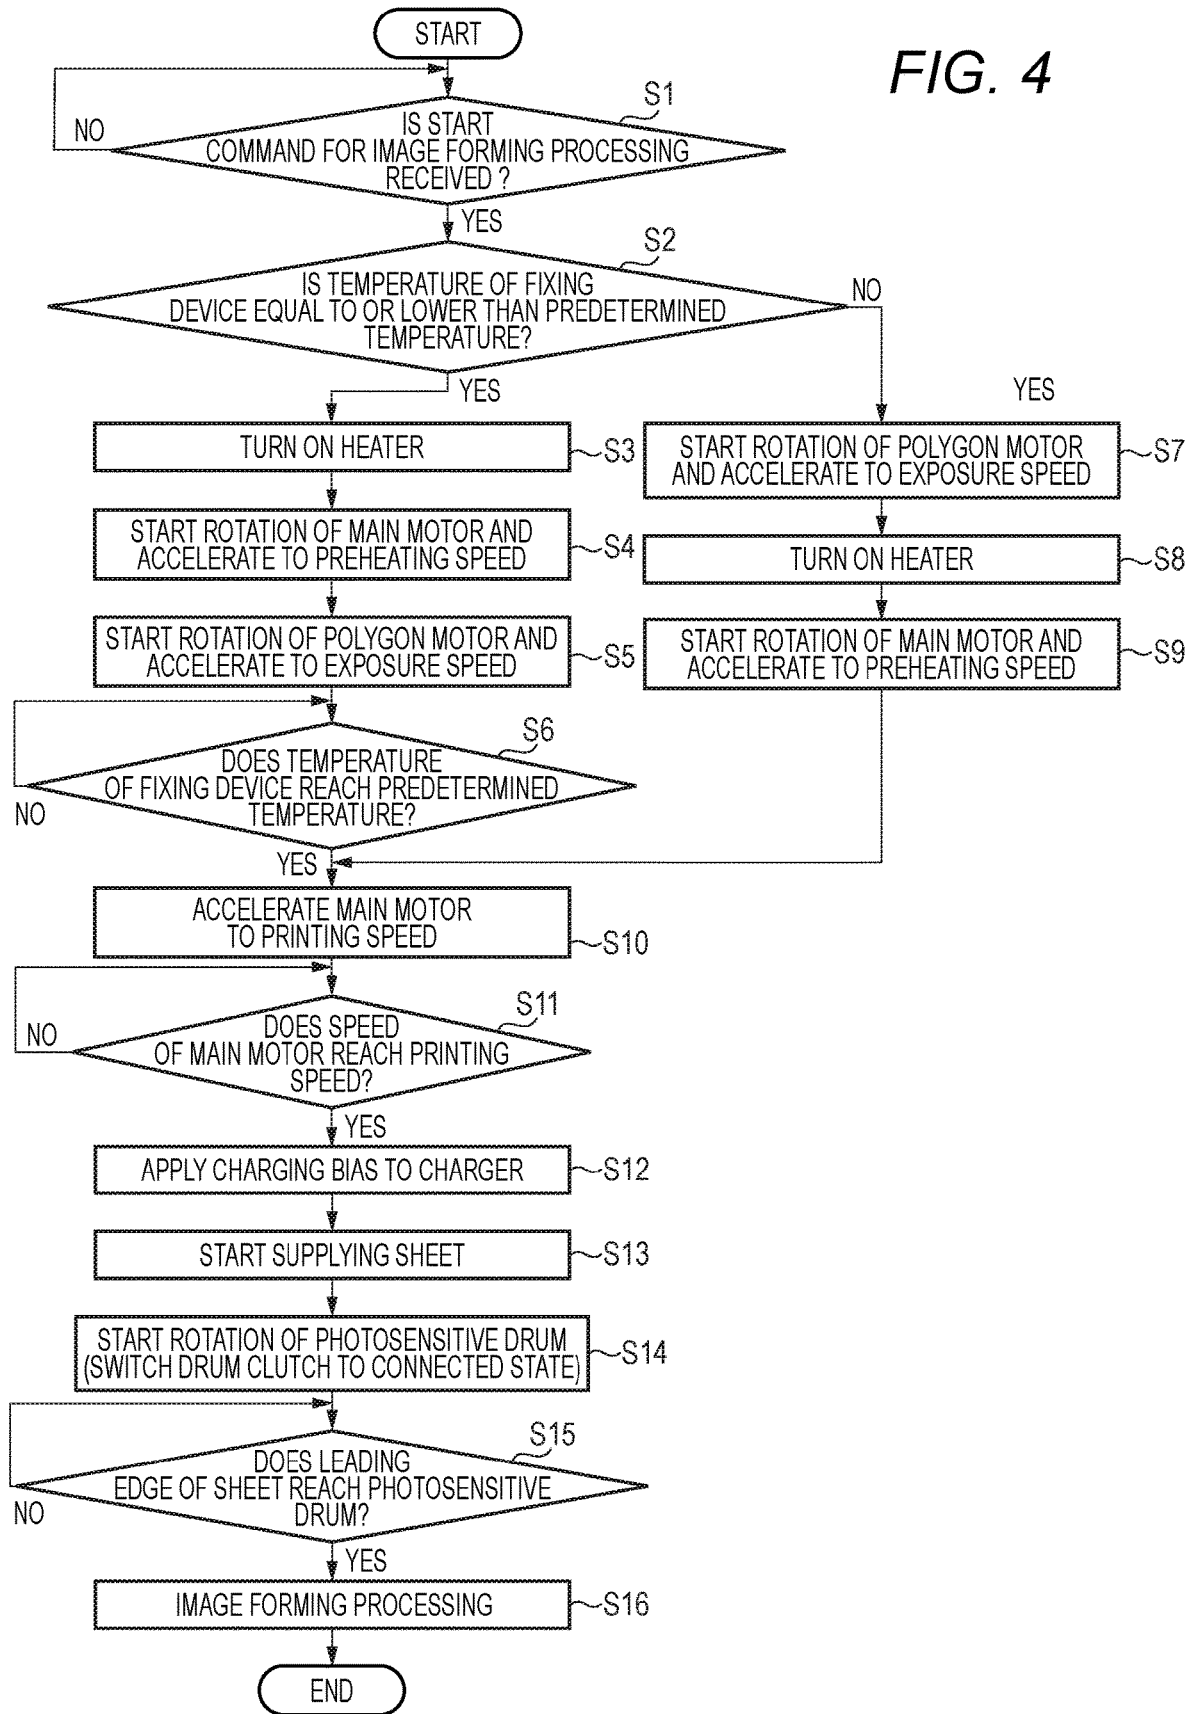 START
FIG. 4
S1
NO
IS START
COMMAND FOR IMAGE FORMING PROCESSING
RECEIVED ?
YES
S2
IS TEMPERATURE OF FIXING
DEVICE EQUAL TO OR LOWER THAN PREDETERMINED
TEMPERATURE?
NO
YES
YES
TURN ON HEATER
S3
START ROTATION OF POLYGON MOTOR
AND ACCELERATE TO EXPOSURE SPEED
S7
START ROTATION OF MAIN MOTOR AND
ACCELERATE TO PREHEATING SPEED
S4
TURN ON HEATER
S8
START ROTATION OF POLYGON MOTOR AND
ACCELERATE TO EXPOSURE SPEED
S5
START ROTATION OF MAIN MOTOR AND
ACCELERATE TO PREHEATING SPEED
S9
S6
DOES TEMPERATURE
OF FIXING DEVICE REACH PREDETERMINED
TEMPERATURE?
NO
YES
ACCELERATE MAIN MOTOR
TO PRINTING SPEED
S10
S11
NO
DOES SPEED
OF MAIN MOTOR REACH PRINTING
SPEED?
YES
APPLY CHARGING BIAS TO CHARGER
S12
START SUPPLYING SHEET
S13
START ROTATION OF PHOTOSENSITIVE DRUM
(SWITCH DRUM CLUTCH TO CONNECTED STATE)
S14
S15
DOES LEADING
EDGE OF SHEET REACH PHOTOSENSITIVE
DRUM?
NO
YES
IMAGE FORMING PROCESSING
S16
END